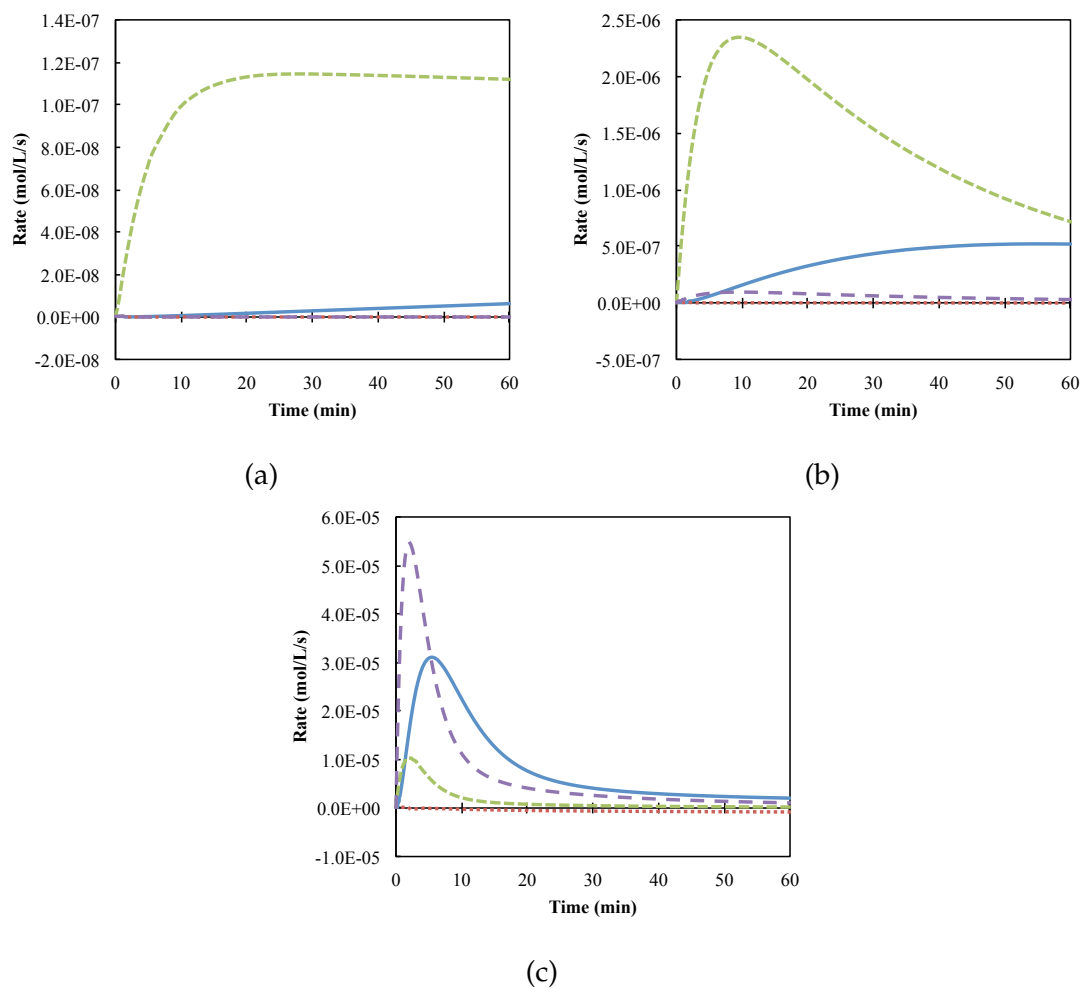 1.4E-07
1.2E-07
1.0E-07
8.0E-08
6.0E-08
4.0E-08
2.0E-08
0.0E+00
-2.0E-08
Rate (mol/L/s)
0 10 20 30 40 50 60
Time (min)
(a)
2.5E-06
2.0E-06
1.5E-06
1.0E-06
5.0E-07
0.0E+00
-5.0E-07
Rate (mol/L/s)
0 10 20 30 40 50 60
Time (min)
(b)
6.0E-05
5.0E-05
4.0E-05
3.0E-05
2.0E-05
1.0E-05
0.0E+00
-1.0E-05
Rate (mol/L/s)
0 10 20 30 40 50 60
Time (min)
(c)